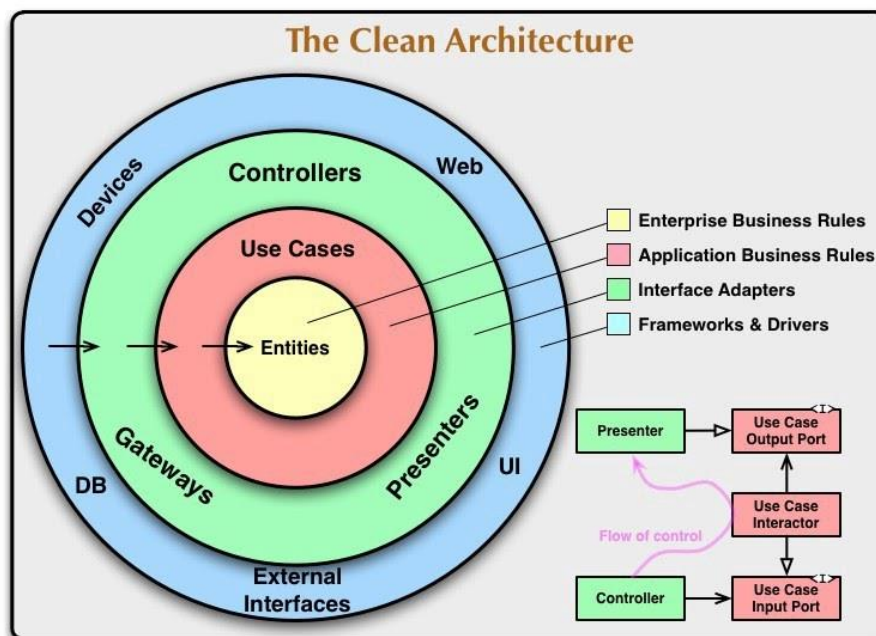 The Clean Architecture
Devices
Web
Controllers
Use Cases
Entities
Gateways
Presenters
DB
UI
External
Interfaces
Enterprise Business Rules
Application Business Rules
Interface Adapters
Frameworks & Drivers
Presenter
<I>
Use Case
Output Port
Use Case
Interactor
Flow of control
Controller
<I>
Use Case
Input Port